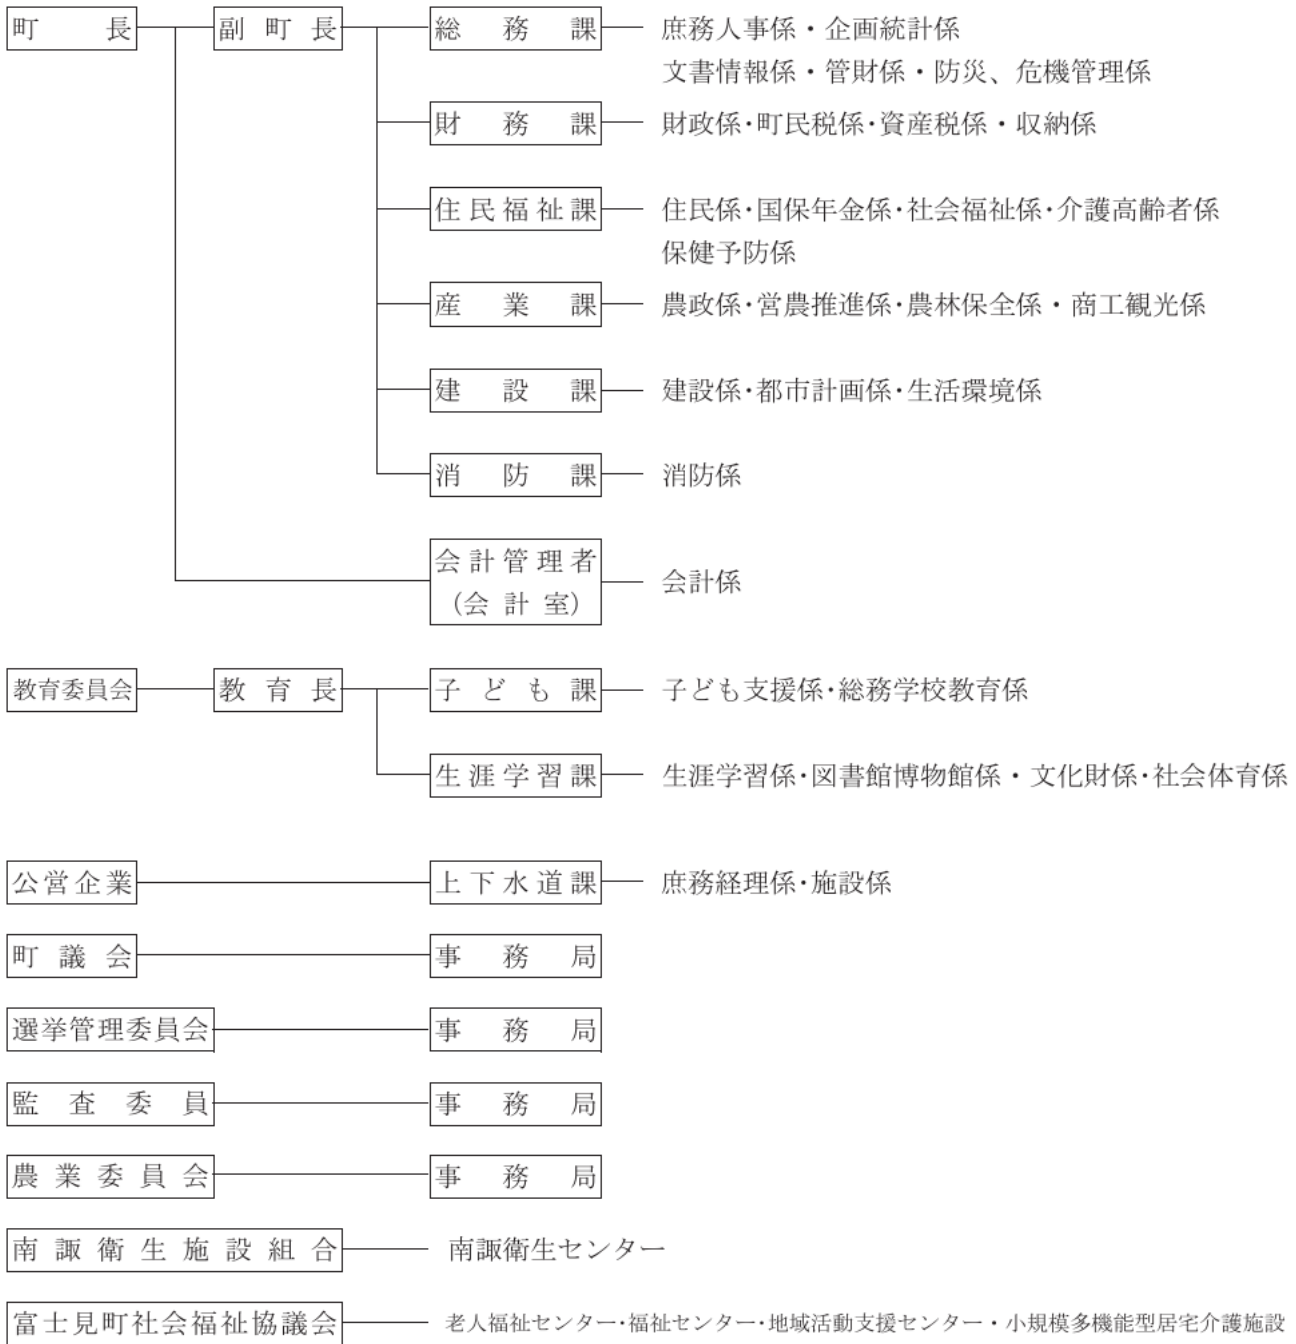 町長 副町長 総務課 庶務人事係・企画統計係
文書情報係・管財係・防災、危機管理係
財務課 財政係・町民税係・資産税係・収納係
住民福祉課 住民係・国保年金係・社会福祉係・介護高齢者係
保健予防係
産業課 農政係・営農推進係・農林保全係・商工観光係
建設課 建設係・都市計画係・生活環境係
消防課 消防係
会計管理者
(会計室) 会計係
教育委員会 教育長 子ども課 子ども支援係・総務学校教育係
生涯学習課 生涯学習係・図書館博物館係・文化財係・社会体育係
公営企業 上下水道課 庶務経理係・施設係
町議会 事務局
選挙管理委員会 事務局
監査委員 事務局
農業委員会 事務局
南諏衛生施設組合 南諏衛生センター
富士見町社会福祉協議会 老人福祉センター・福祉センター・地域活動支援センター・小規模多機能型居宅介護施設